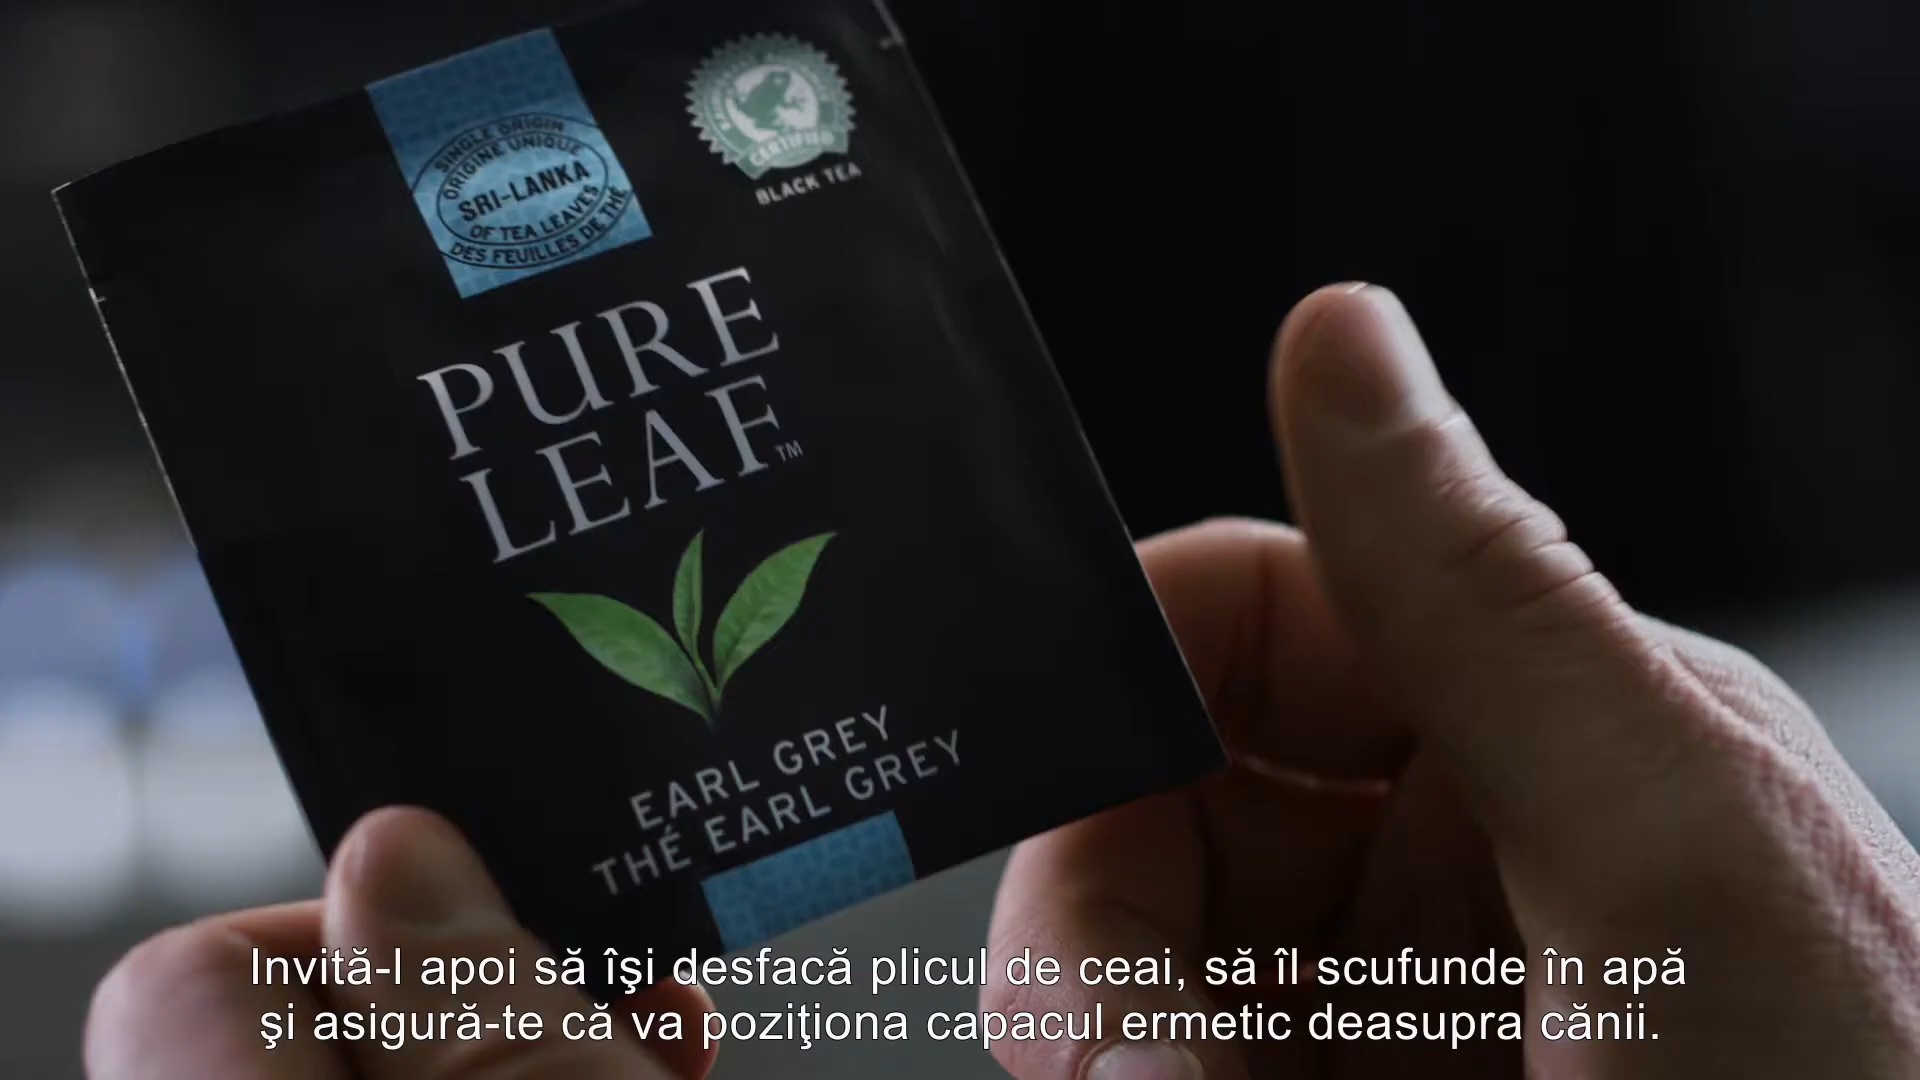 SINGLE ORIGIN
ORIGINE UNIQUE
SRI-LANKA
OF TEA LEAVES
DES FEUILLES DE THÉ
CERTIFIED
BLACK TEA
PURE
LEAF™
EARL GREY
THÉ EARL GREY
Invită-l apoi să îşi desfacă plicul de ceai, să îl scufunde în apă
şi asigură-te că va poziţiona capacul ermetic deasupra cănii.